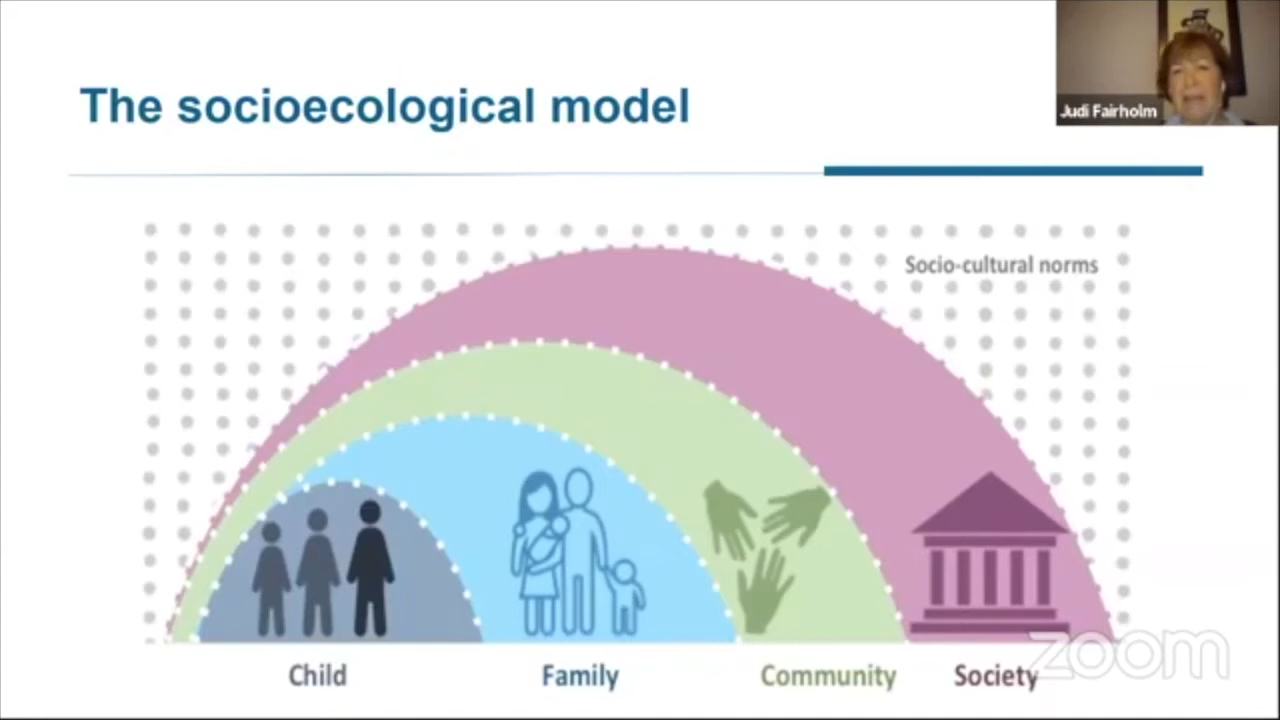 The socioecological model
Judi Fairholm
Socio-cultural norms
Child
Family
Community
Society
zoom